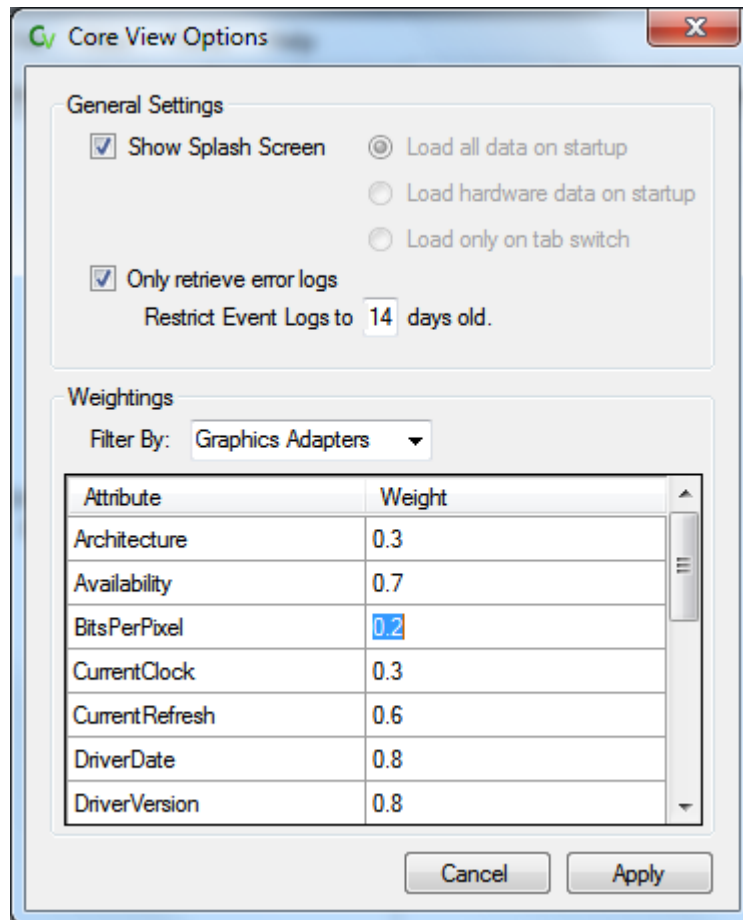 CV Core View Options
General Settings
Show Splash Screen Load all data on startup
Load hardware data on startup
Load only on tab switch
Only retrieve error logs
Restrict Event Logs to 14 days old.
Weightings
Filter By: Graphics Adapters
Attribute Weight
Architecture 0.3
Availability 0.7
BitsPerPixel 0.2
CurrentClock 0.3
CurrentRefresh 0.6
DriverDate 0.8
DriverVersion 0.8
Cancel Apply